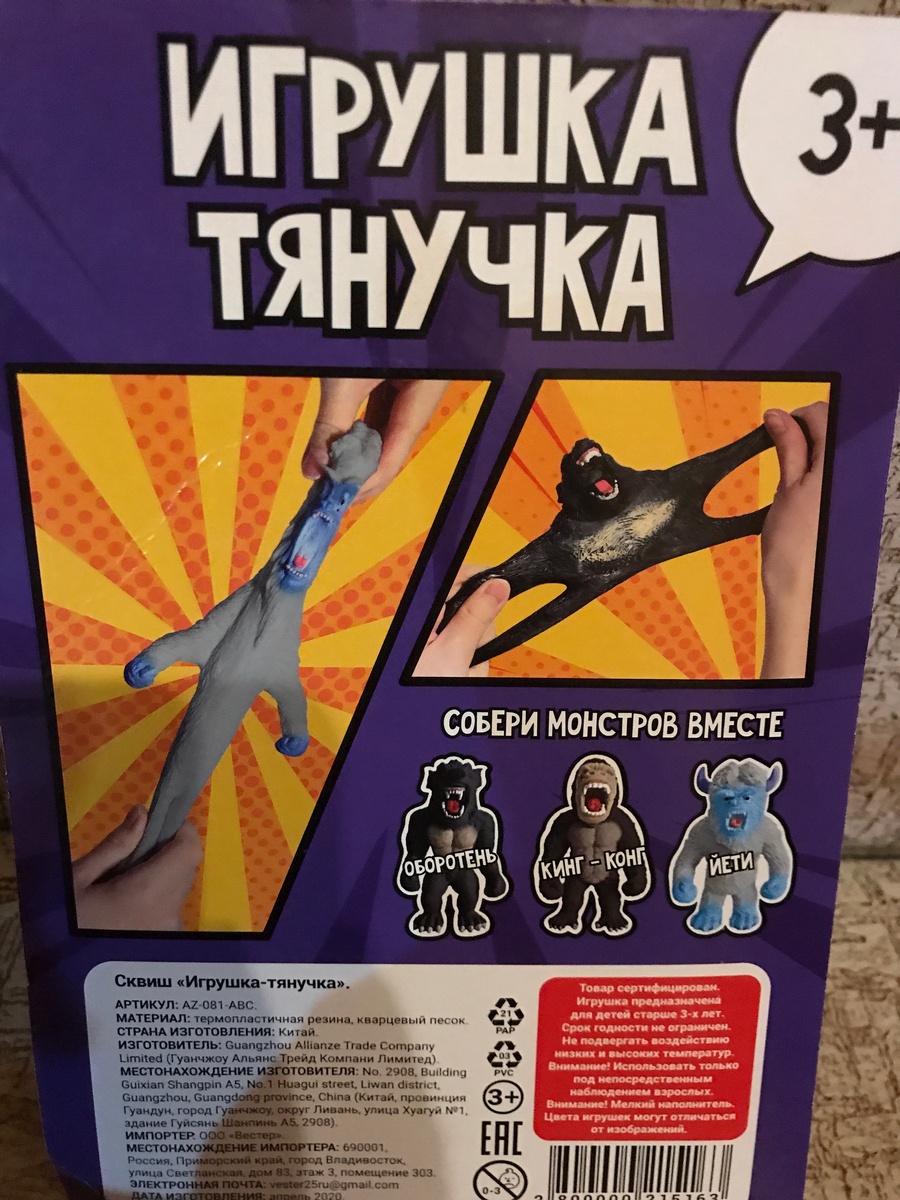 ИГРУШКА
ТЯНУЧКА
3+
СОБЕРИ МОНСТРОВ ВМЕСТЕ
ОБОРОТЕНЬ
КИНГ - КОНГ
ЙЕТИ
Сквиш «Игрушка-тянучка».
АРТИКУЛ: AZ-081-ABC.
МАТЕРИАЛ: термопластичная резина, кварцевый песок.
СТРАНА ИЗГОТОВЛЕНИЯ: Китай.
ИЗГОТОВИТЕЛЬ: Guangzhou Allianze Trade Company
Limited (Гуанчжоу Альянс Трейд Компани Лимитед).
МЕСТОНАХОЖДЕНИЕ ИЗГОТОВИТЕЛЯ: No. 2908, Building
Guixian Shangpin A5, No.1 Huagui street, Liwan district,
Guangzhou, Guangdong province, China (Китай, провинция
Гуандун, город Гуанчжоу, округ Ливань, улица Хуагуй №1,
здание Гуйсянь Шанпинь А5, 2908).
ИМПОРТЕР: ООО «Вестер».
МЕСТОНАХОЖДЕНИЕ ИМПОРТЕРА: 690001,
Россия, Приморский край, город Владивосток,
улица Светланская, дом 83, этаж 3, помещение 303.
ЭЛЕКТРОННАЯ ПОЧТА: vester25ru@gmail.com
ДАТА ИЗГОТОВЛЕНИЯ: апрель 2020.
21
PAP
03
PVC
3+
EAC
0-3
Товар сертифицирован.
Игрушка предназначена
для детей старше 3-х лет.
Срок годности не ограничен.
Не подвергать воздействию
низких и высоких температур.
Внимание! Использовать только
под непосредственным
наблюдением взрослых.
Внимание! Мелкий наполнитель.
Цвета игрушек могут отличаться
от изображений.
2 800000 215163